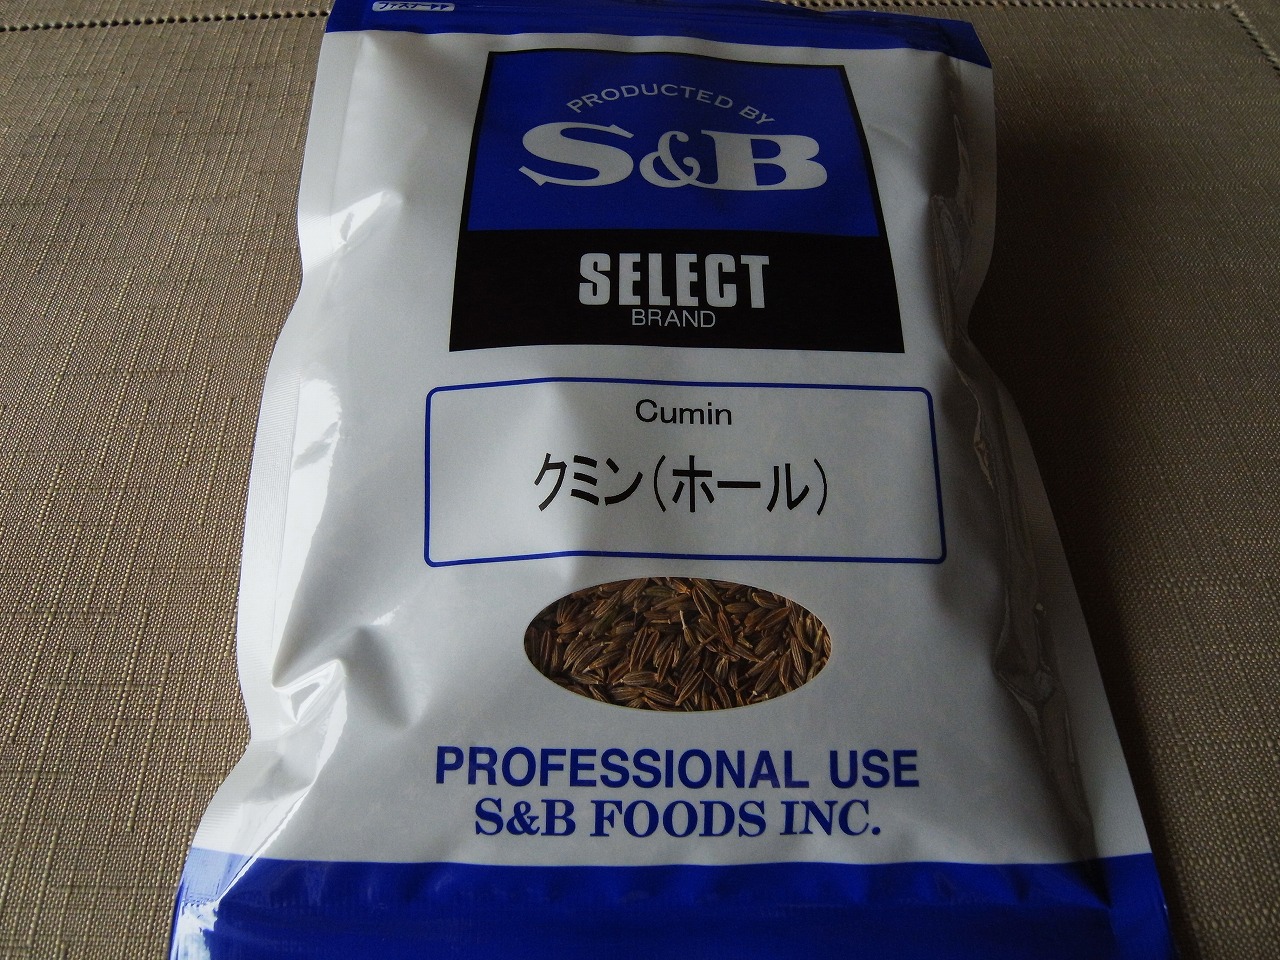 PRODUCTED BY
S&B
SELECT
BRAND
Cumin
クミン(ホール)
PROFESSIONAL USE
S&B FOODS INC.